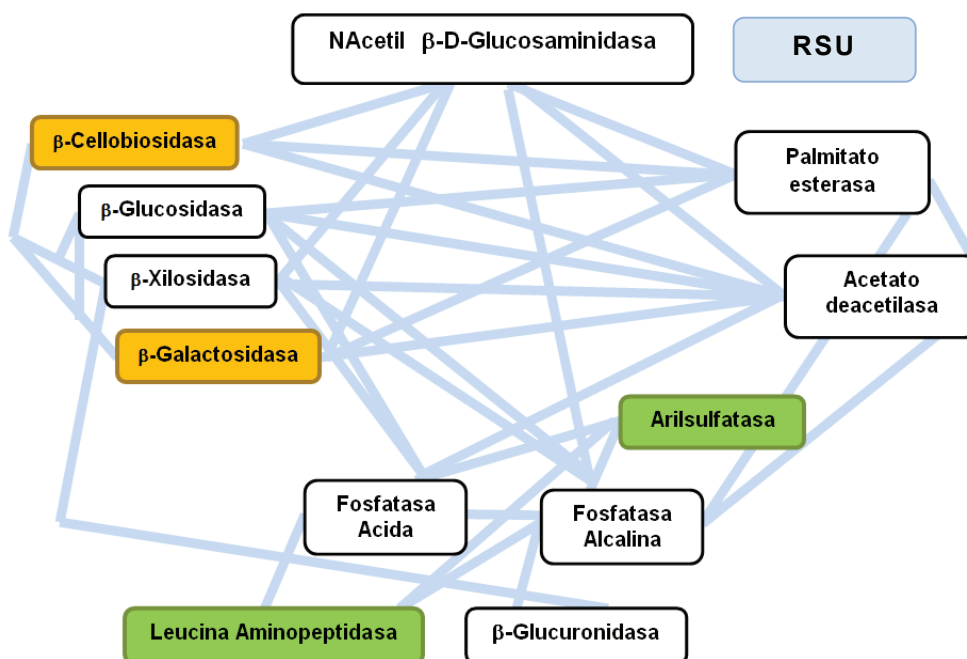 NAcetil β-D-Glucosaminidasa
RSU
β-Cellobiosidasa
Palmitato
esterasa
β-Glucosidasa
β-Xilosidasa
Acetato
deacetilasa
β-Galactosidasa
Arilsulfatasa
Fosfatasa
Acida
Fosfatasa
Alcalina
Leucina Aminopeptidasa
β-Glucuronidasa